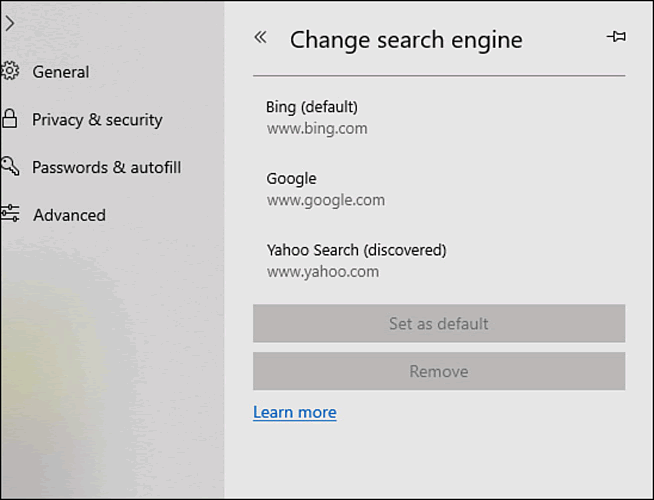 Change search engine
General
Privacy & security
Passwords & autofill
Advanced
Bing (default)
www.bing.com
Google
www.google.com
Yahoo Search (discovered)
www.yahoo.com
Set as default
Remove
Learn more